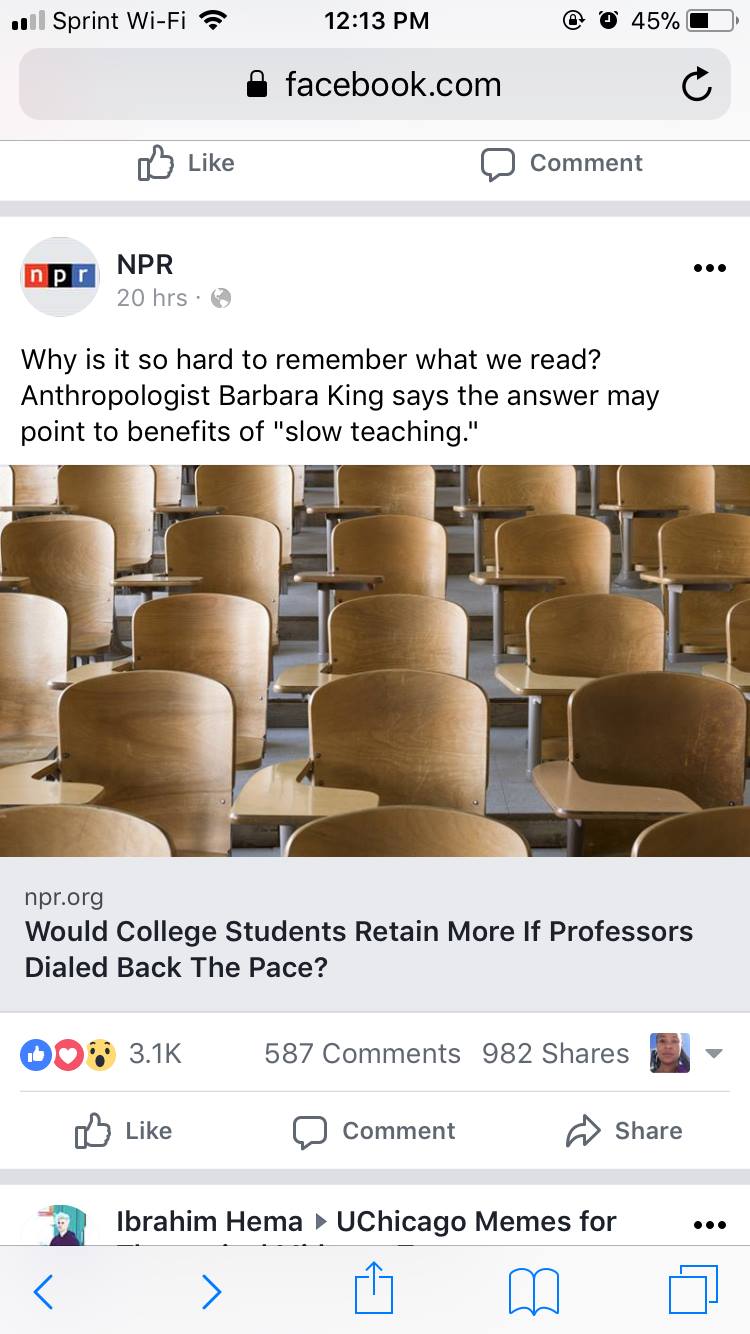 Sprint Wi-Fi 12:13 PM 45%
facebook.com
Like Comment
npr NPR
20 hrs ·
Why is it so hard to remember what we read?
Anthropologist Barbara King says the answer may
point to benefits of "slow teaching."
npr.org
Would College Students Retain More If Professors
Dialed Back The Pace?
3.1K 587 Comments 982 Shares
Like Comment Share
Ibrahim Hema UChicago Memes for